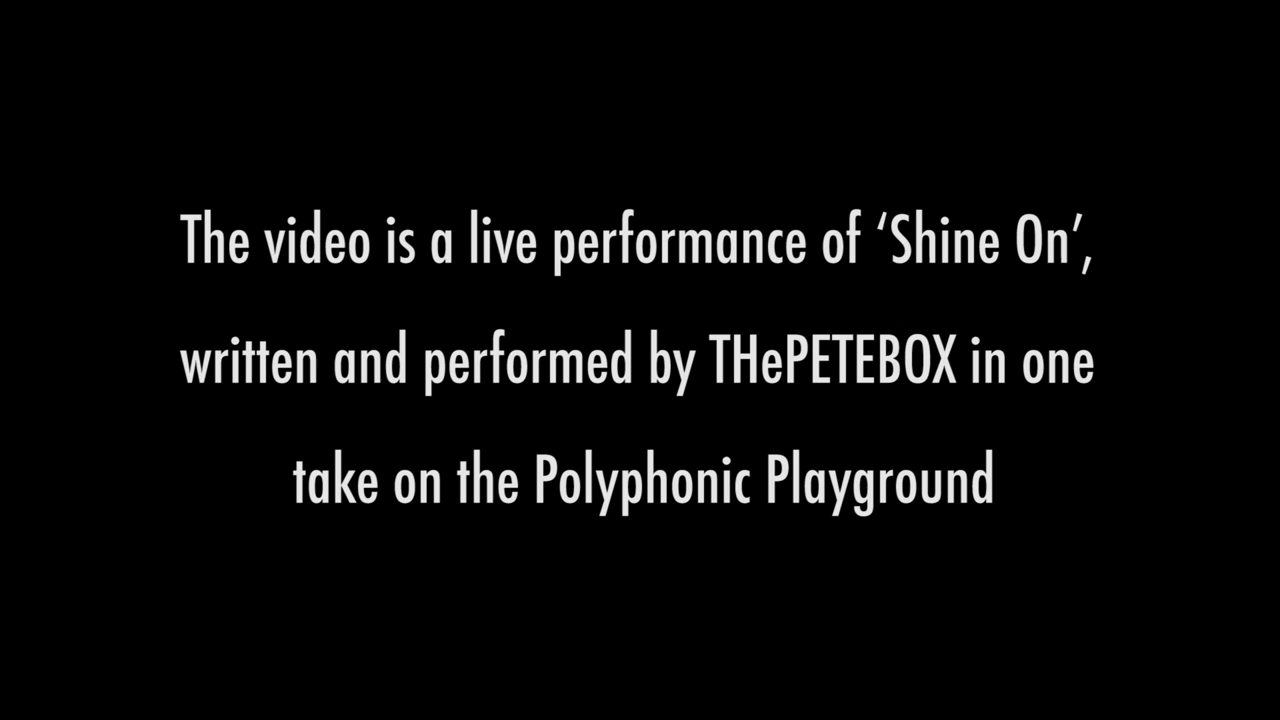 The video is a live performance of ‘Shine On’,
written and performed by THePETEBOX in one
take on the Polyphonic Playground